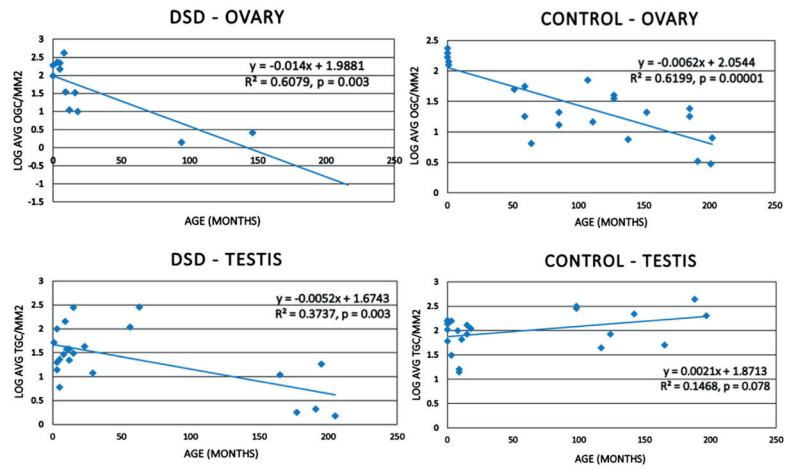 DSD - OVARY
LOG AVG OGC/MM2
3
2.5
2
1.5
1
0.5
0
-0.5
-1
-1.5
y = -0.014x + 1.9881
R² = 0.6079, p = 0.003
0 50 100 150 200 250
AGE (MONTHS)
CONTROL - OVARY
LOG AVG OGC/MM2
2.5
2
1.5
1
0.5
0
y = -0.0062x + 2.0544
R² = 0.6199, p = 0.00001
0 50 100 150 200 250
AGE (MONTHS)
DSD - TESTIS
LOG AVG TGC/MM2
3
2.5
2
1.5
1
0.5
0
y = -0.0052x + 1.6743
R² = 0.3737, p = 0.003
0 50 100 150 200 250
AGE (MONTHS)
CONTROL - TESTIS
LOG AVG TGC/MM2
3
2.5
2
1.5
1
0.5
0
y = 0.0021x + 1.8713
R² = 0.1468, p = 0.078
0 50 100 150 200 250
AGE (MONTHS)